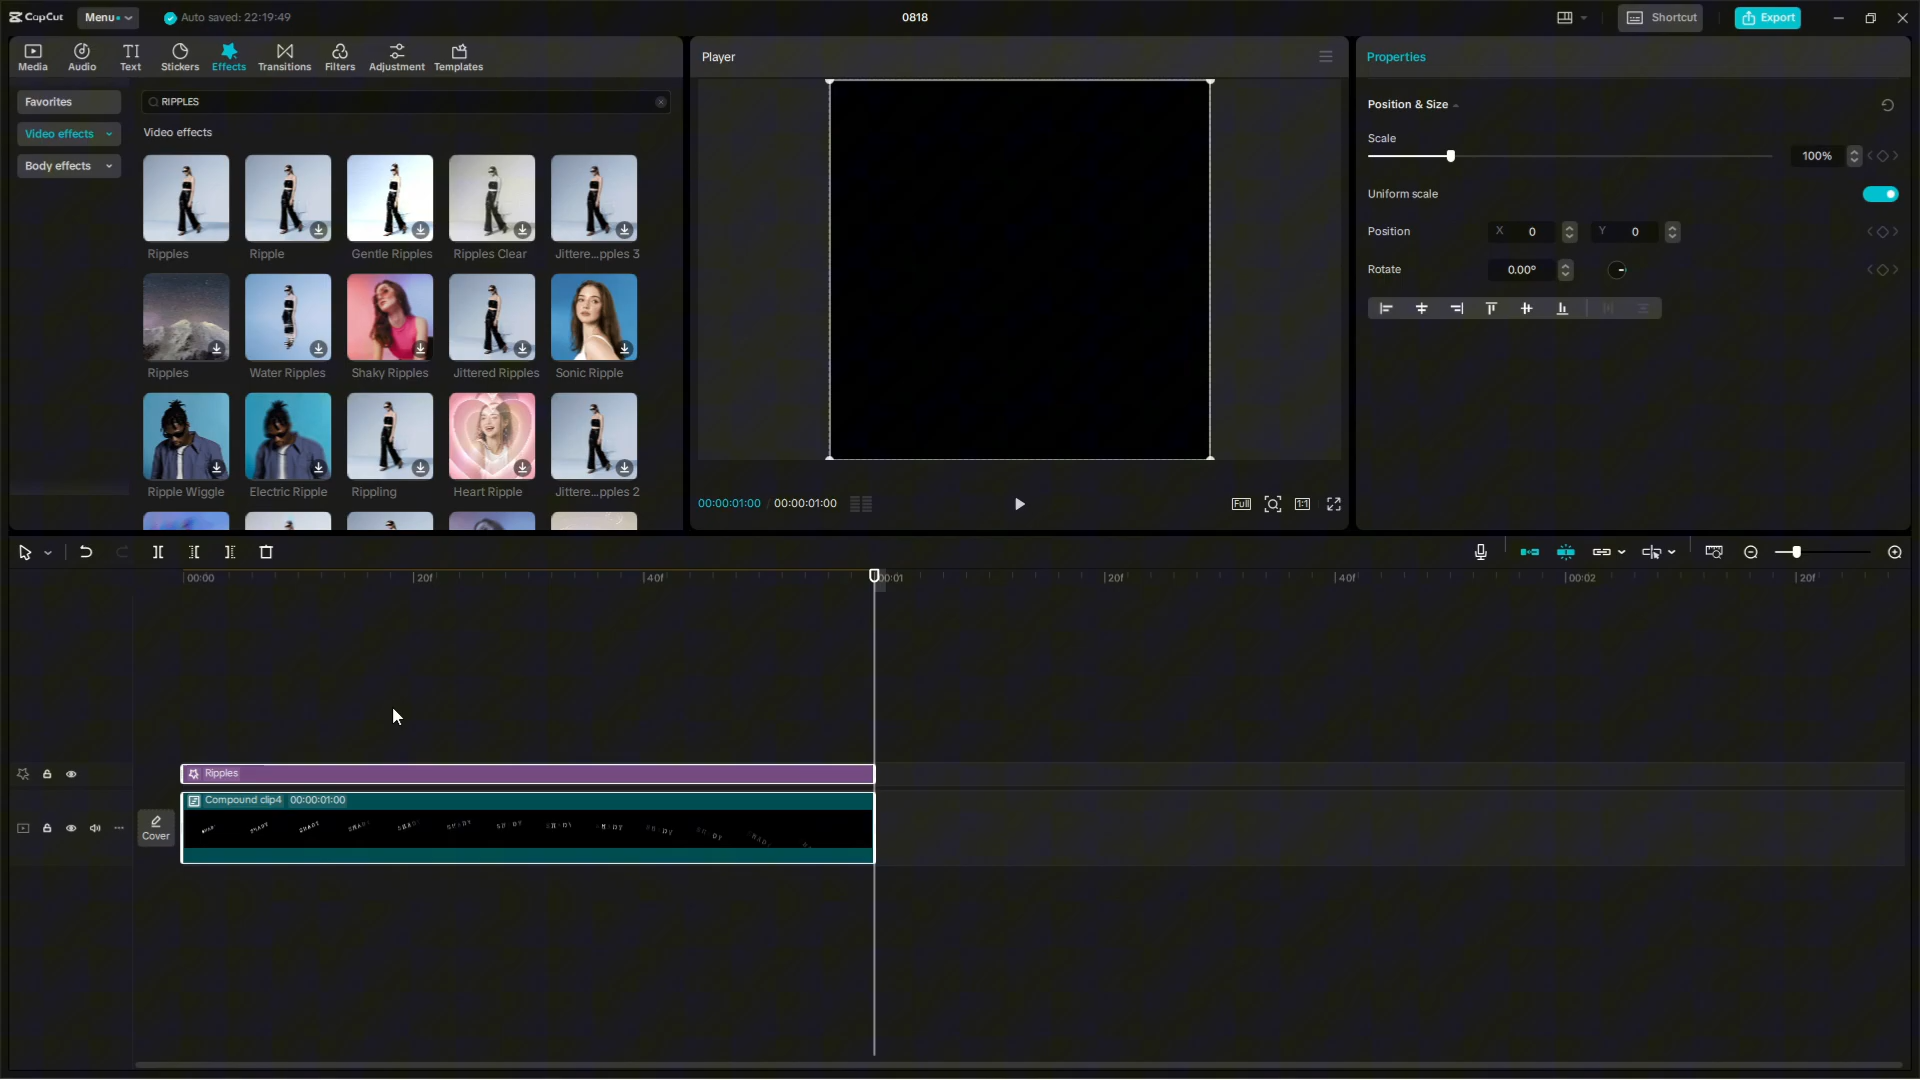 CapCut
Menu
Auto saved: 22:19:49
0818
Shortcut
Export
Media
Audio
Text
Stickers
Effects
Transitions
Filters
Adjustment
Templates
Favorites
Video effects
Body effects
RIPPLES
Video effects
Ripples
Ripple
Gentle Ripples
Ripples Clear
Jittere...pples 3
Ripples
Water Ripples
Shaky Ripples
Jittered Ripples
Sonic Ripple
Ripple Wiggle
Electric Ripple
Rippling
Heart Ripple
Jittere...pples 2
Player
00:00:01:00 / 00:00:01:00
Full
1:1
Properties
Position & Size
Scale
100%
Uniform scale
Position
X 0
Y 0
Rotate
0.00°
00:00
20f
40f
00:01
20f
40f
00:02
20f
Ripples
Cover
Compound clip4 00:00:01:00